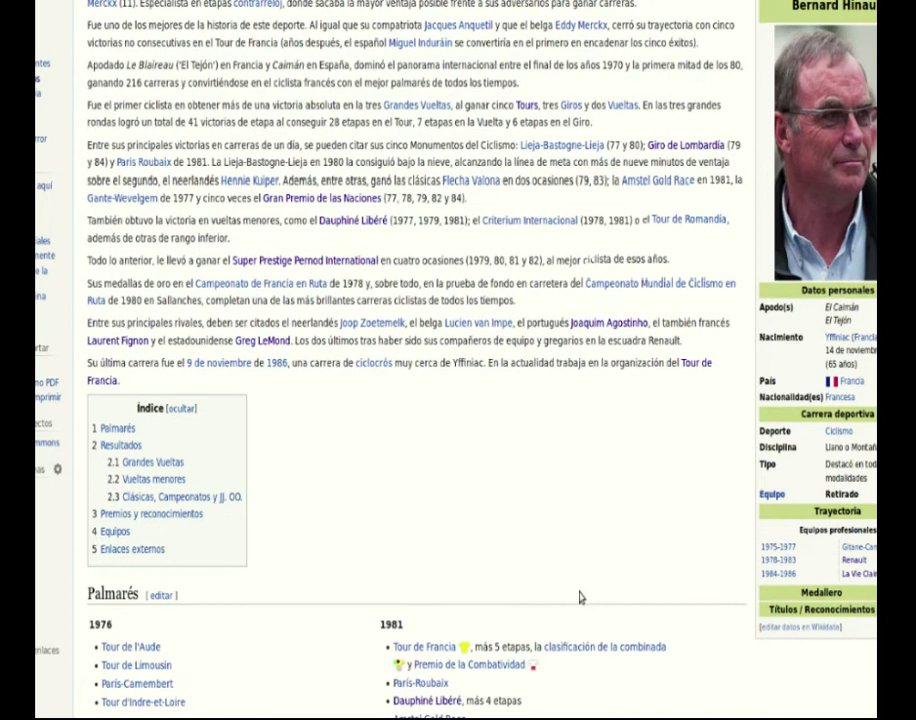 Merckx (11). Especialista en etapas contrarreloj, donde sacaba la mayor ventaja posible frente a sus adversarios para ganar carreras.
Fue uno de los mejores de la historia de este deporte. Al igual que su compatriota Jacques Anquetil y que el belga Eddy Merckx, cerró su trayectoria con cinco
victorias no consecutivas en el Tour de Francia (años después, el español Miguel Induráin se convertiría en el primero en encadenar los cinco éxitos).
Apodado Le Blaireau ('El Tejón') en Francia y Caimán en España, dominó el panorama internacional entre el final de los años 1970 y la primera mitad de los 80,
ganando 216 carreras y convirtiéndose en el ciclista francés con el mejor palmarés de todos los tiempos.
Fue el primer ciclista en obtener más de una victoria absoluta en la tres Grandes Vueltas, al ganar cinco Tours, tres Giros y dos Vueltas. En las tres grandes
rondas logró un total de 41 victorias de etapa al conseguir 28 etapas en el Tour, 7 etapas en la Vuelta y 6 etapas en el Giro.
Entre sus principales victorias en carreras de un día, se pueden citar sus cinco Monumentos del Ciclismo: Lieja-Bastogne-Lieja (77 y 80); Giro de Lombardía (79
y 84) y París Roubaix de 1981. La Lieja-Bastogne-Lieja en 1980 la consiguió bajo la nieve, alcanzando la línea de meta con más de nueve minutos de ventaja
sobre el segundo, el neerlandés Hennie Kuiper. Además, entre otras, ganó las clásicas Flecha Valona en dos ocasiones (79, 83); la Amstel Gold Race en 1981, la
Gante-Wevelgem de 1977 y cinco veces el Gran Premio de las Naciones (77, 78, 79, 82 y 84).
También obtuvo la victoria en vueltas menores, como el Dauphiné Libéré (1977, 1979, 1981); el Criterium Internacional (1978, 1981) o el Tour de Romandía,
además de otras de rango inferior.
Todo lo anterior, le llevó a ganar el Super Prestige Pernod International en cuatro ocasiones (1979, 80, 81 y 82), al mejor ciclista de esos años.
Sus medallas de oro en el Campeonato de Francia en Ruta de 1978 y, sobre todo, en la prueba de fondo en carretera del Campeonato Mundial de Ciclismo en
Ruta de 1980 en Sallanches, completan una de las más brillantes carreras ciclistas de todos los tiempos.
Entre sus principales rivales, deben ser citados el neerlandés Joop Zoetemelk, el belga Lucien van Impe, el portugués Joaquim Agostinho, el también francés
Laurent Fignon y el estadounidense Greg LeMond. Los dos últimos tras haber sido sus compañeros de equipo y gregarios en la escuadra Renault.
Su última carrera fue el 9 de noviembre de 1986, una carrera de ciclocrós muy cerca de Yffiniac. En la actualidad trabaja en la organización del Tour de
Francia.
Índice [ocultar]
1 Palmarés
2 Resultados
2.1 Grandes Vueltas
2.2 Vueltas menores
2.3 Clásicas, Campeonatos y JJ. OO.
3 Premios y reconocimientos
4 Equipos
5 Enlaces externos
Palmarés [ editar ]
1976
Tour de l'Aude
Tour de Limousin
París-Camembert
Tour d'Indre-et-Loire
1981
Tour de Francia, más 5 etapas, la clasificación de la combinada
y Premio de la Combatividad
París-Roubaix
Dauphiné Libéré, más 4 etapas
Amstel Gold Race
Bernard Hinau
Datos personales
Apodo(s) El Caimán
El Tejón
Nacimiento Yffiniac (Franci
14 de noviemb
(65 años)
País Francia
Nacionalidad(es) Francesa
Carrera deportiva
Deporte Ciclismo
Disciplina Llano o Montañ
Tipo Destacó en tod
modalidades
Equipo Retirado
Trayectoria
Equipos profesionales
1975-1977 Gitane-Can
1978-1983 Renault
1984-1986 La Vie Clai
Medallero
Títulos / Reconocimientos
[editar datos en Wikidata]
ntes
s
a
rror
aquí
iales
mente
e la
ina
rtar
mo PDF
mprimir
ectos
mmons
as
enlaces